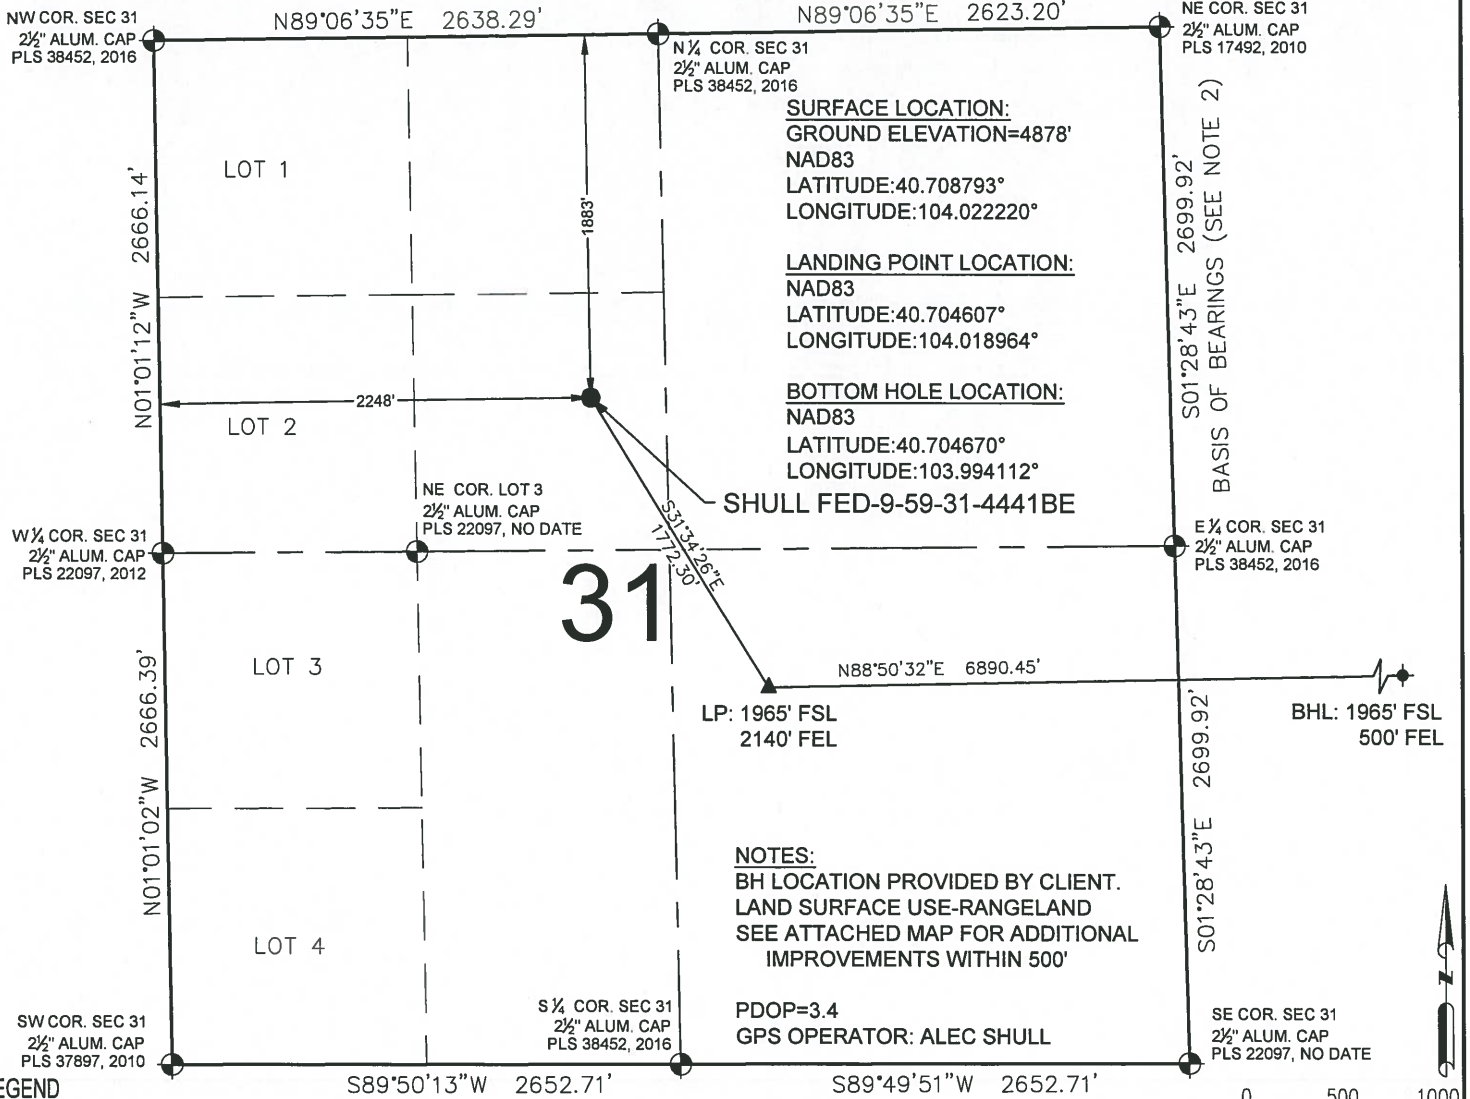 NW COR. SEC 31
2½" ALUM. CAP
PLS 38452, 2016
N89°06'35"E 2638.29'
N89°06'35"E 2623.20'
NE COR. SEC 31
2½" ALUM. CAP
PLS 17492, 2010
N ¼ COR. SEC 31
2½" ALUM. CAP
PLS 38452, 2016
SURFACE LOCATION:
GROUND ELEVATION=4878'
NAD83
LATITUDE:40.708793°
LONGITUDE:104.022220°
LANDING POINT LOCATION:
NAD83
LATITUDE:40.704607°
LONGITUDE:104.018964°
BOTTOM HOLE LOCATION:
NAD83
LATITUDE:40.704670°
LONGITUDE:103.994112°
SHULL FED-9-59-31-4441BE
LOT 1
1883'
N01°01'12"W 2666.14'
S01°28'43"E 2699.92'
BASIS OF BEARINGS (SEE NOTE 2)
2248'
LOT 2
NE COR. LOT 3
2½" ALUM. CAP
PLS 22097, NO DATE
W ¼ COR. SEC 31
2½" ALUM. CAP
PLS 22097, 2012
E ¼ COR. SEC 31
2½" ALUM. CAP
PLS 38452, 2016
S31°34'26"E
1772.30'
31
LOT 3
N88°50'32"E 6890.45'
LP: 1965' FSL
2140' FEL
BHL: 1965' FSL
500' FEL
N01°01'02"W 2666.39'
S01°28'43"E 2699.92'
LOT 4
NOTES:
BH LOCATION PROVIDED BY CLIENT.
LAND SURFACE USE-RANGELAND
SEE ATTACHED MAP FOR ADDITIONAL
IMPROVEMENTS WITHIN 500'
PDOP=3.4
GPS OPERATOR: ALEC SHULL
N
SW COR. SEC 31
2½" ALUM. CAP
PLS 37897, 2010
S ¼ COR. SEC 31
2½" ALUM. CAP
PLS 38452, 2016
SE COR. SEC 31
2½" ALUM. CAP
PLS 22097, NO DATE
S89°50'13"W 2652.71'
S89°49'51"W 2652.71'
EGEND
0 500 1000